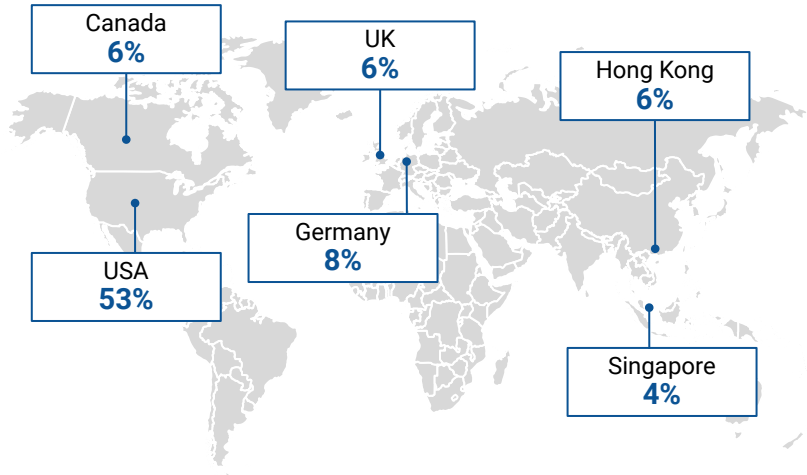 Canada
6%
UK
6%
Hong Kong
6%
Germany
8%
USA
53%
Singapore
4%